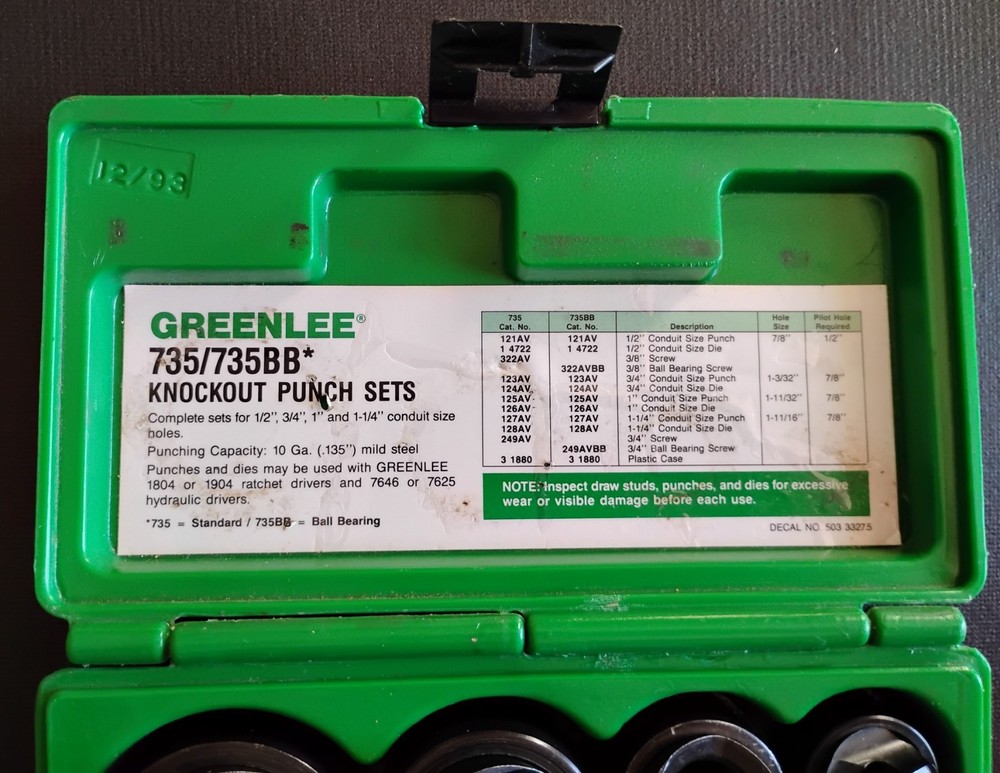 12/93
GREENLEE®
735/735BB*
KNOCKOUT PUNCH SETS
Complete sets for 1/2", 3/4", 1" and 1-1/4" conduit size
holes.
Punching Capacity: 10 Ga. (.135") mild steel
Punches and dies may be used with GREENLEE
1804 or 1904 ratchet drivers and 7646 or 7625
hydraulic drivers.
*735 = Standard / 735BB = Ball Bearing
735 Cat. No. 735BB Cat. No. Description Hole Size Pilot Hole Required
121AV 121AV 1/2" Conduit Size Punch 7/8" 1/2"
1 4722 1 4722 1/2" Conduit Size Die
322AV 3/8" Screw
322AVBB 3/8" Ball Bearing Screw
123AV 123AV 3/4" Conduit Size Punch 1-3/32" 7/8"
124AV 124AV 3/4" Conduit Size Die
125AV 125AV 1" Conduit Size Punch 1-11/32" 7/8"
126AV 126AV 1" Conduit Size Die
127AV 127AV 1-1/4" Conduit Size Punch 1-11/16" 7/8"
128AV 128AV 1-1/4" Conduit Size Die
249AV 3/4" Screw
249AVBB 3/4" Ball Bearing Screw
3 1880 3 1880 Plastic Case
NOTE: Inspect draw studs, punches, and dies for excessive
wear or visible damage before each use.
DECAL NO. 503 3327.5